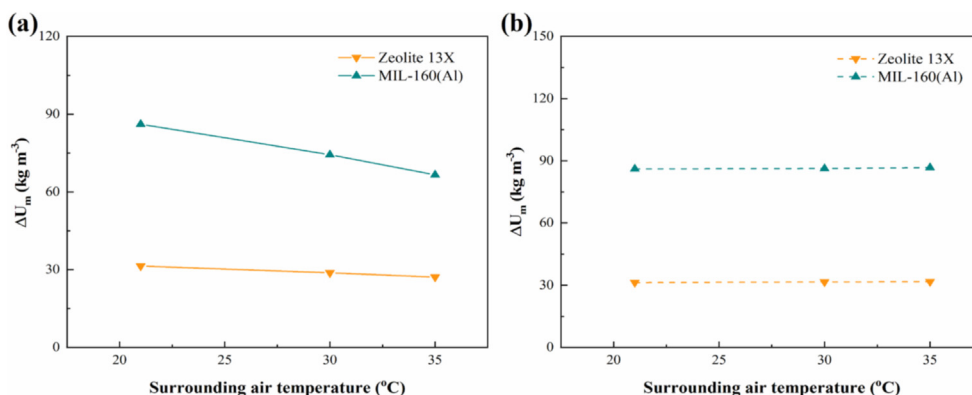 (a)
120
90
60
30
0
ΔUm (kg m-3)
Zeolite 13X
MIL-160(Al)
20 25 30 35
Surrounding air temperature (oC)
(b)
150
120
90
60
30
0
ΔUm (kg m-3)
Zeolite 13X
MIL-160(Al)
20 25 30 35
Surrounding air temperature (oC)